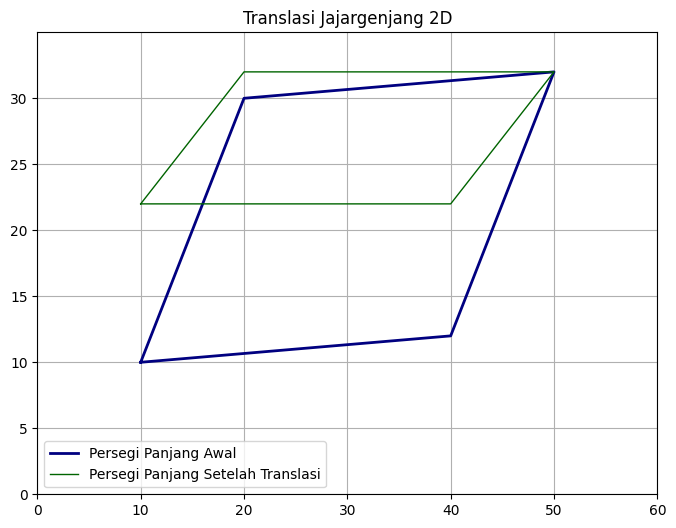 Translasi Jajargenjang 2D
30
25
20
15
10
5
0
Persegi Panjang Awal
Persegi Panjang Setelah Translasi
0 10 20 30 40 50 60